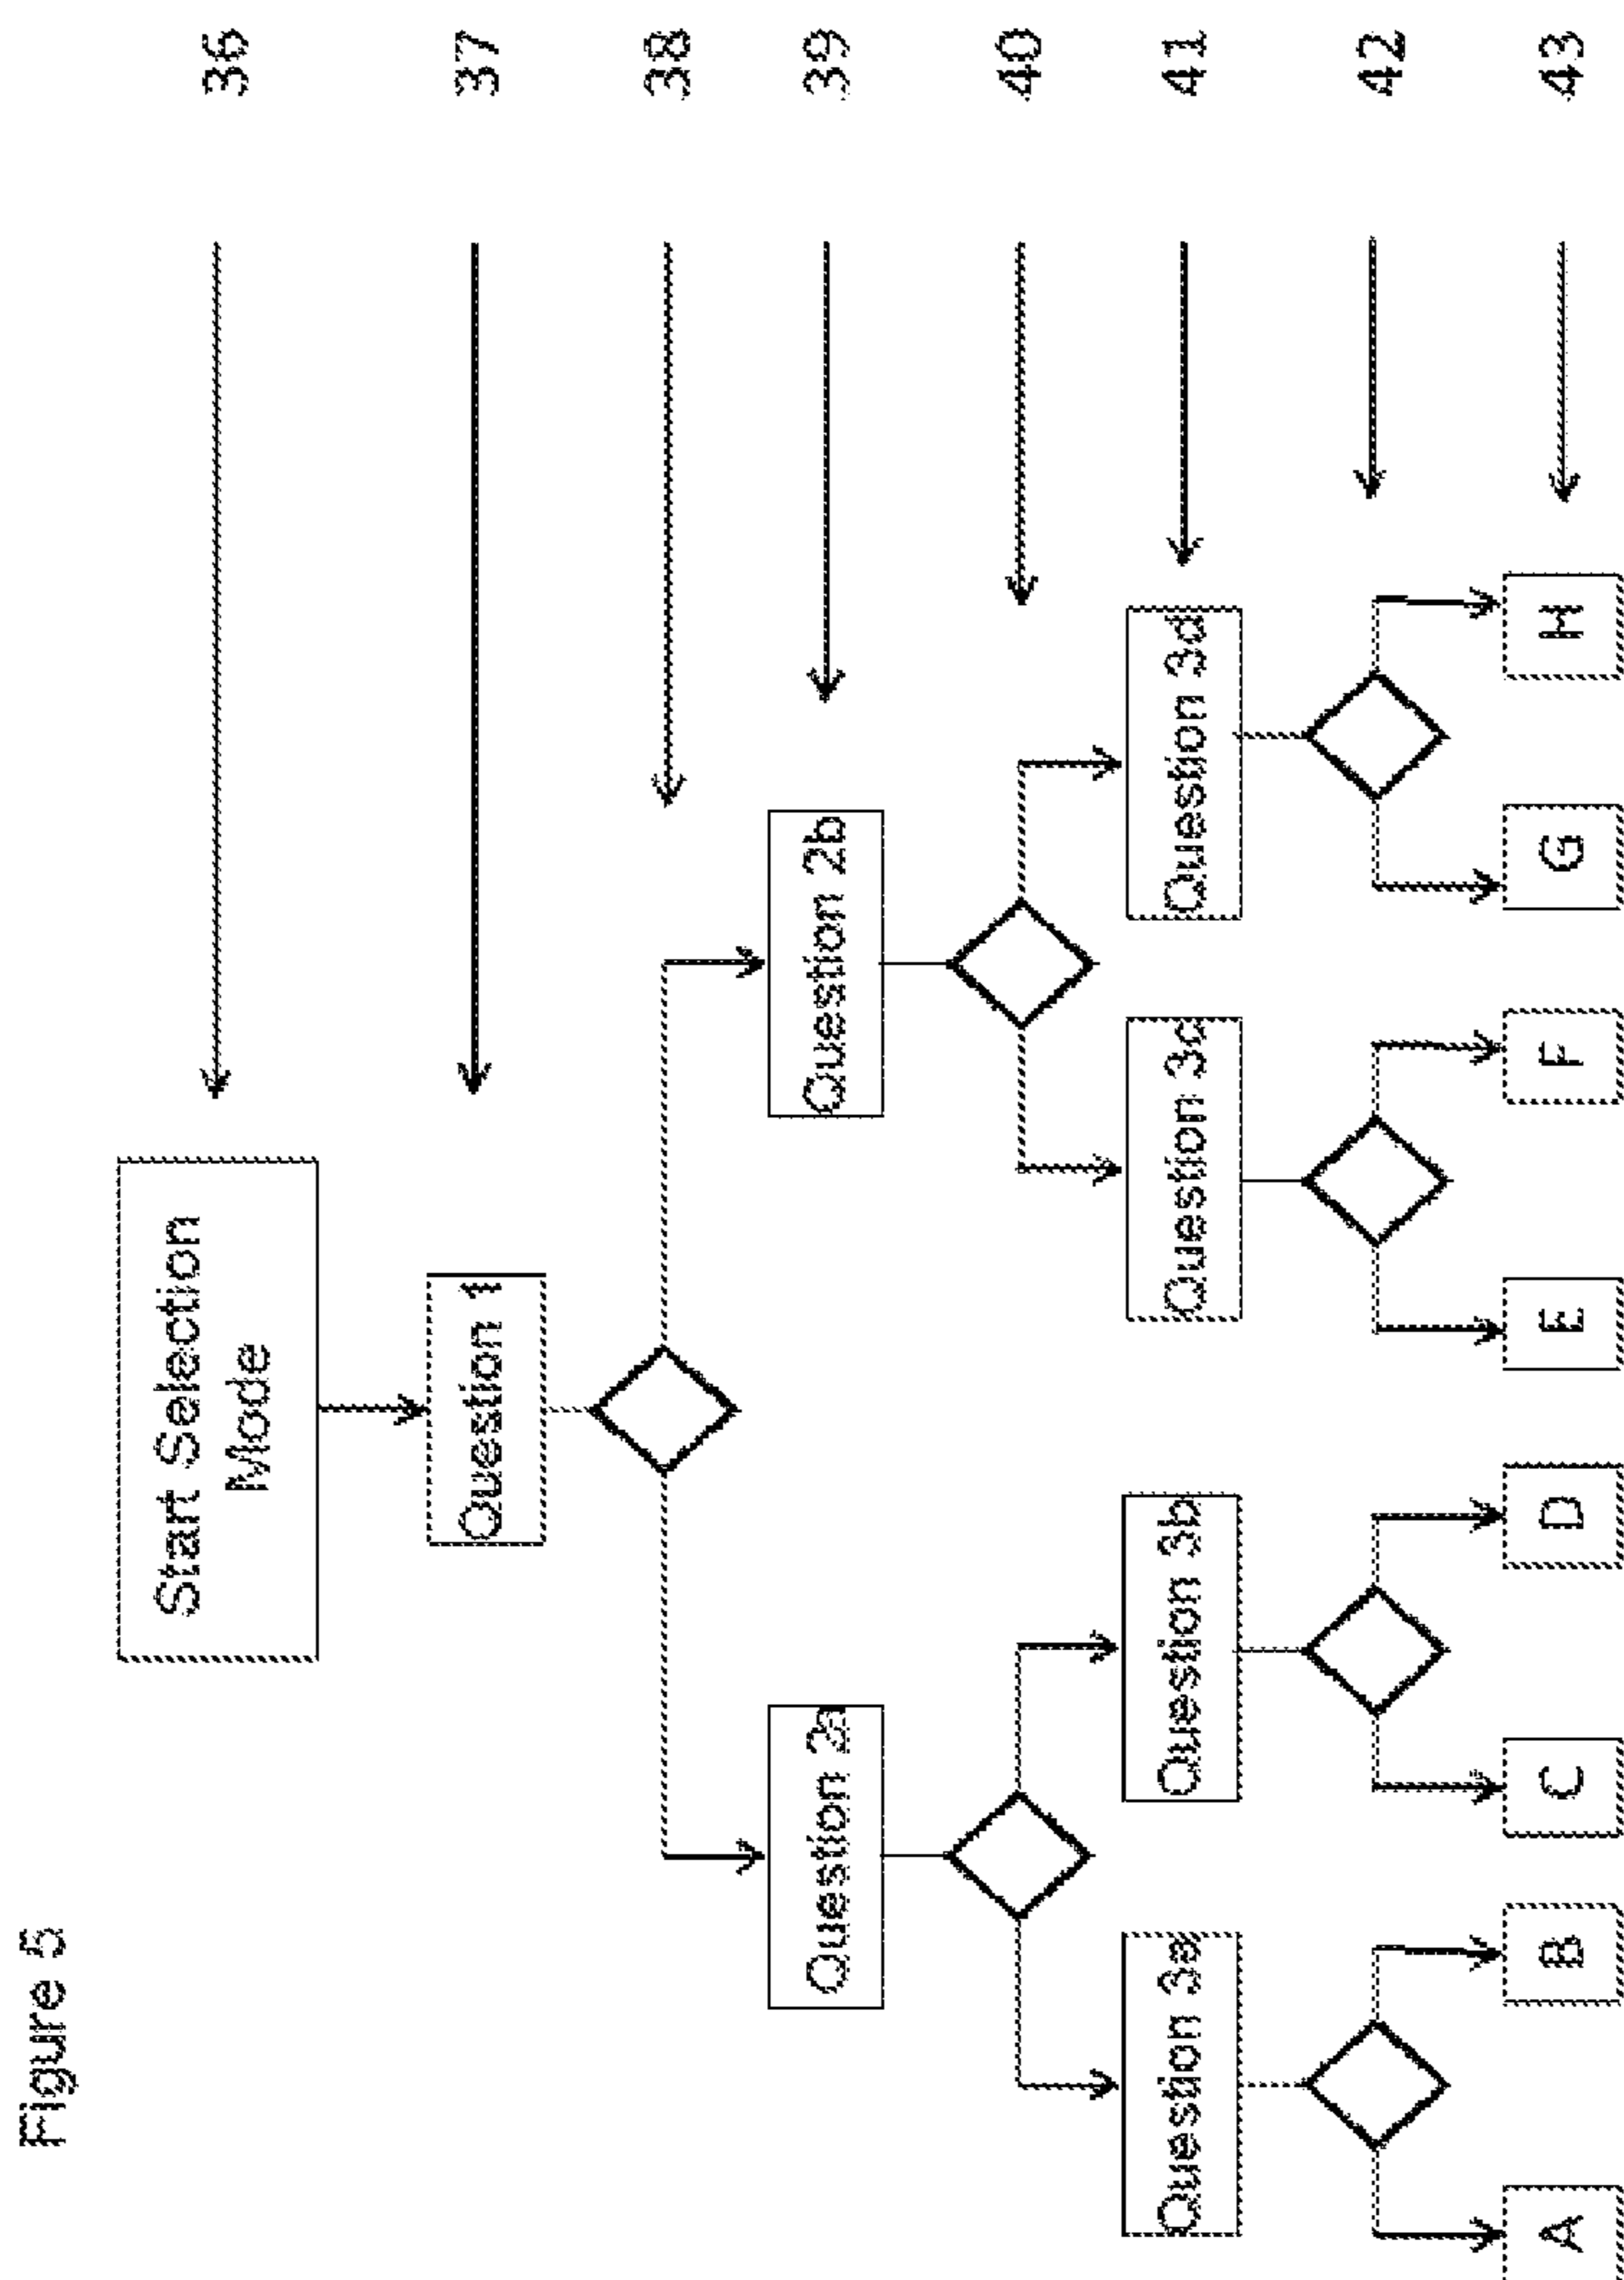 Figure 5
Start Selection
Mode
36
Question 1
37
38
Question 2a
Question 2b
39
40
Question 3a
Question 3b
Question 3c
Question 3d
41
42
A
B
C
D
E
F
G
H
43